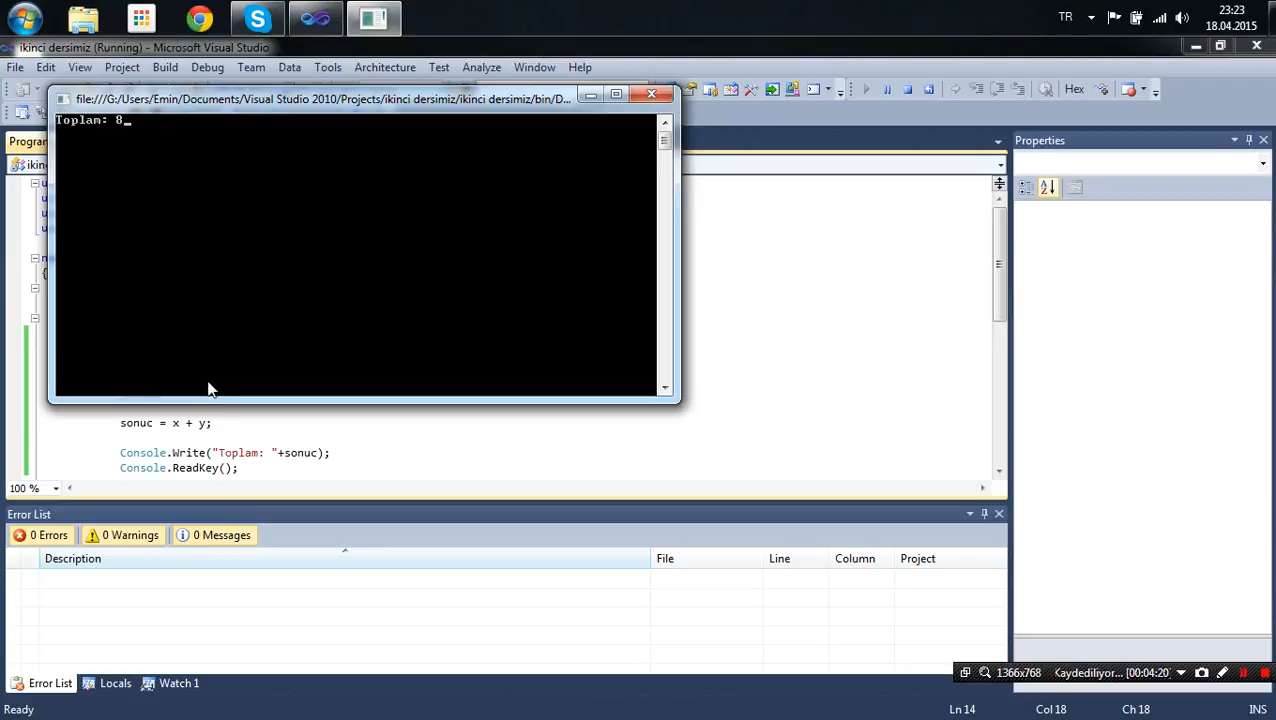 TR
23:23
18.04.2015
ikinci dersimiz (Running) - Microsoft Visual Studio
File Edit View Project Build Debug Team Data Tools Architecture Test Analyze Window Help
Hex
file:///G:/Users/Emin/Documents/Visual Studio 2010/Projects/ikinci dersimiz/ikinci dersimiz/bin/D...
Toplam: 8_
Progran
Properties
ikin
u
u
u
u
n
{
sonuc = x + y;
Console.Write("Toplam: "+sonuc);
Console.ReadKey();
100 %
Error List
0 Errors 0 Warnings 0 Messages
Description File Line Column Project
1366x768 Kaydediliyor... [00:04:20]
Error List Locals Watch 1
Ready Ln 14 Col 18 Ch 18 INS